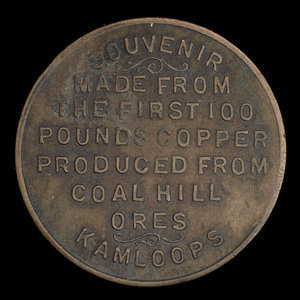 SOUVENIR
MADE FROM
THE FIRST 100
POUNDS COPPER
PRODUCED FROM
COAL HILL
ORES
KAMLOOPS